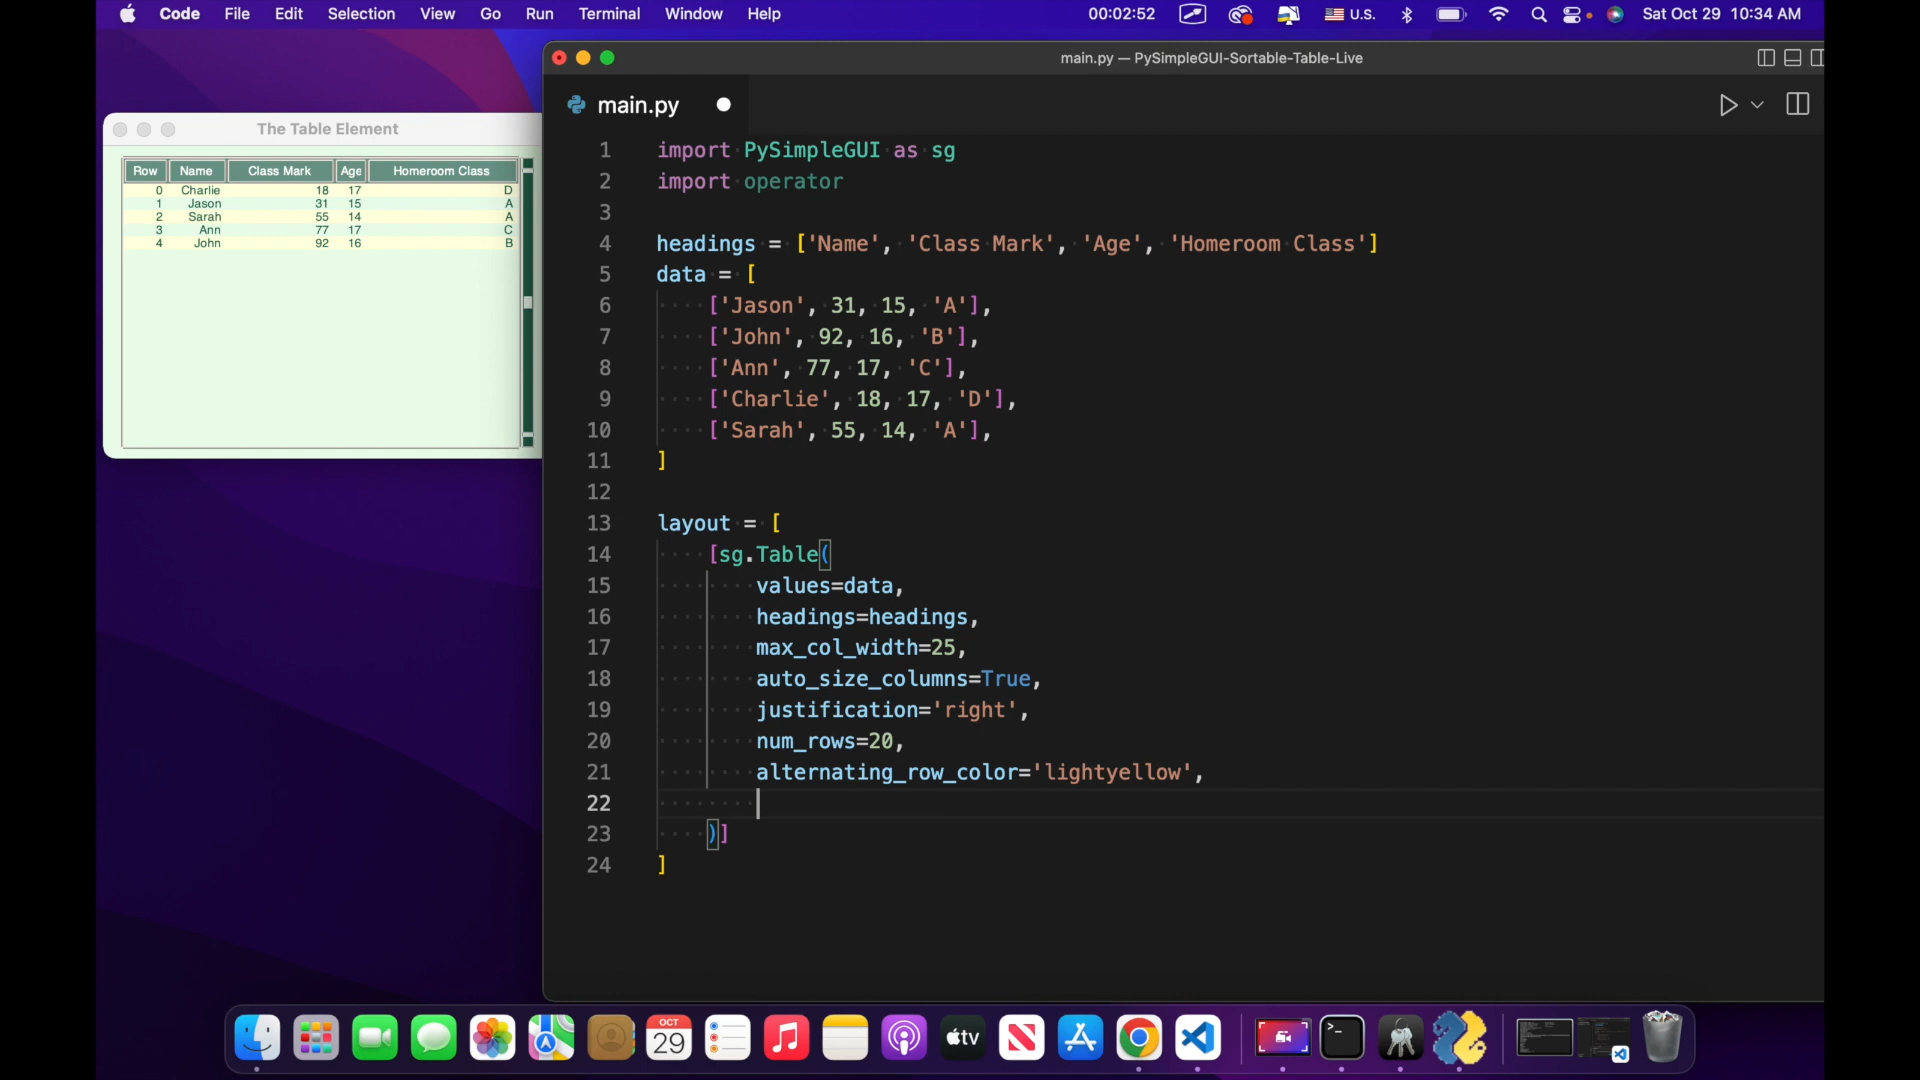 Code File Edit Selection View Go Run Terminal Window Help 00:02:52 U.S. Sat Oct 29 10:34 AM
The Table Element
Row Name Class Mark Age Homeroom Class
0 Charlie 18 17 D
1 Jason 31 15 A
2 Sarah 55 14 A
3 Ann 77 17 C
4 John 92 16 B
main.py — PySimpleGUI-Sortable-Table-Live
main.py
1 import PySimpleGUI as sg
2 import operator
3
4 headings = ['Name', 'Class Mark', 'Age', 'Homeroom Class']
5 data = [
6 ['Jason', 31, 15, 'A'],
7 ['John', 92, 16, 'B'],
8 ['Ann', 77, 17, 'C'],
9 ['Charlie', 18, 17, 'D'],
10 ['Sarah', 55, 14, 'A'],
11 ]
12
13 layout = [
14 [sg.Table(
15 values=data,
16 headings=headings,
17 max_col_width=25,
18 auto_size_columns=True,
19 justification='right',
20 num_rows=20,
21 alternating_row_color='lightyellow',
22
23 )]
24 ]
OCT
29
tv